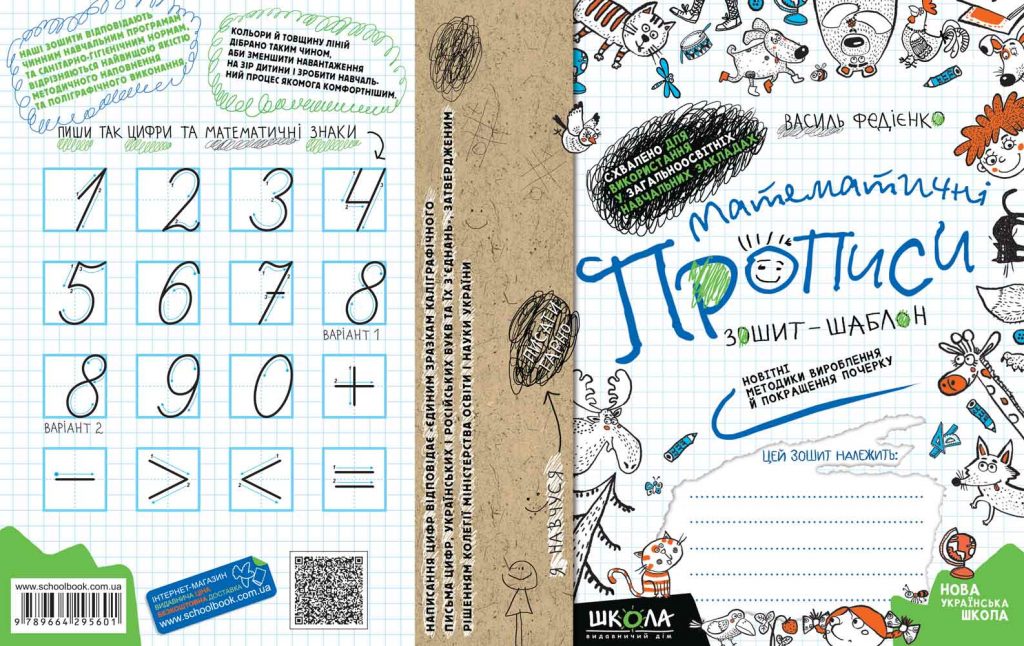 НАШІ ЗОШИТИ ВІДПОВІДАЮТЬ
ЧИННИМ НАВЧАЛЬНИМ ПРОГРАМАМ
ТА САНІТАРНО-ГІГІЄНІЧНИМ НОРМАМ,
ВІДРІЗНЯЮТЬСЯ НАЙВИЩОЮ ЯКІСТЮ
МЕТОДИЧНОГО НАПОВНЕННЯ
ТА ПОЛІГРАФІЧНОГО ВИКОНАННЯ
КОЛЬОРИ Й ТОВЩИНУ ЛІНІЙ
ДІБРАНО ТАКИМ ЧИНОМ,
АБИ ЗМЕНШИТИ НАВАНТАЖЕННЯ
НА ЗІР ДИТИНИ І ЗРОБИТИ НАВЧАЛЬ-
НИЙ ПРОЦЕС ЯКОМОГА КОМФОРТНІШИМ.
ПИШИ ТАК ЦИФРИ ТА МАТЕМАТИЧНІ ЗНАКИ
1 2 3 4
5 6 7 8
ВАРІАНТ 1
8 9 0 +
ВАРІАНТ 2
– > < =
www.schoolbook.com.ua
9 789664 295601
ІНТЕРНЕТ-МАГАЗИН
ВИДАВНИЧА ЦІНА
БЕЗКОШТОВНА ДОСТАВКА
www.schoolbook.com.ua
НАПИСАННЯ ЦИФР ВІДПОВІДАЄ «ЄДИНИМ ЗРАЗКАМ КАЛІГРАФІЧНОГО
ПИСЬМА ЦИФР, УКРАЇНСЬКИХ І РОСІЙСЬКИХ БУКВ ТА ЇХ З'ЄДНАНЬ», ЗАТВЕРДЖЕНИМ
РІШЕННЯМ КОЛЕГІЇ МІНІСТЕРСТВА ОСВІТИ І НАУКИ УКРАЇНИ
Я НАВЧУСЯ
ПИСАТИ
ГАРНО
ВАСИЛЬ ФЕДІЄНКО
СХВАЛЕНО ДЛЯ
ВИКОРИСТАННЯ
У ЗАГАЛЬНООСВІТНІХ
НАВЧАЛЬНИХ ЗАКЛАДАХ
МАТЕМАТИЧНІ
ПРОПИСИ
ЗОШИТ – ШАБЛОН
НОВІТНІ
МЕТОДИКИ ВИРОБЛЕННЯ
Й ПОКРАЩЕННЯ ПОЧЕРКУ
ЦЕЙ ЗОШИТ НАЛЕЖИТЬ:
ШКОЛА
ВИДАВНИЧИЙ ДІМ
НОВА
УКРАЇНСЬКА
ШКОЛА